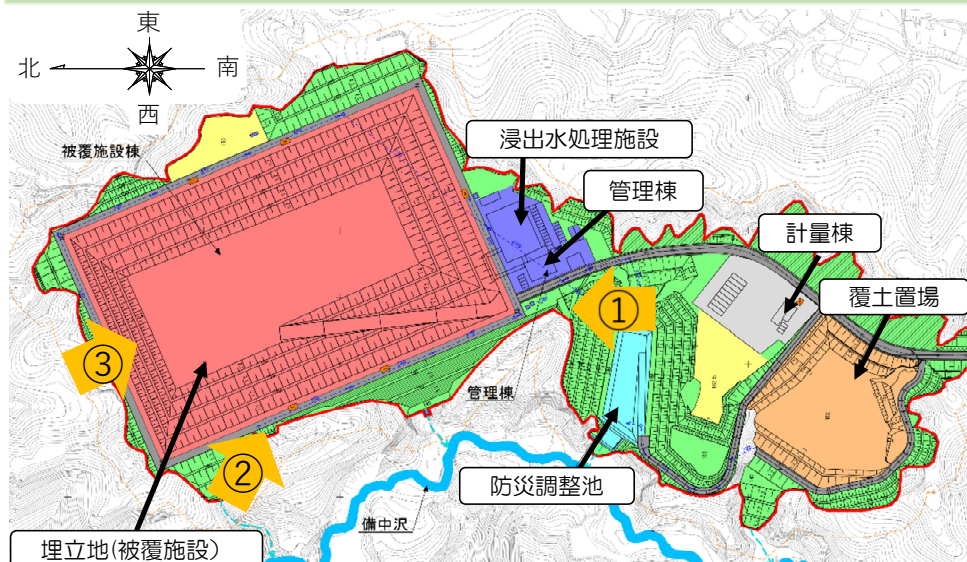 東
北
南
西
被覆施設棟
浸出水処理施設
管理棟
計量棟
覆土置場
①
③
管理棟
②
防災調整池
備中沢
埋立地(被覆施設)